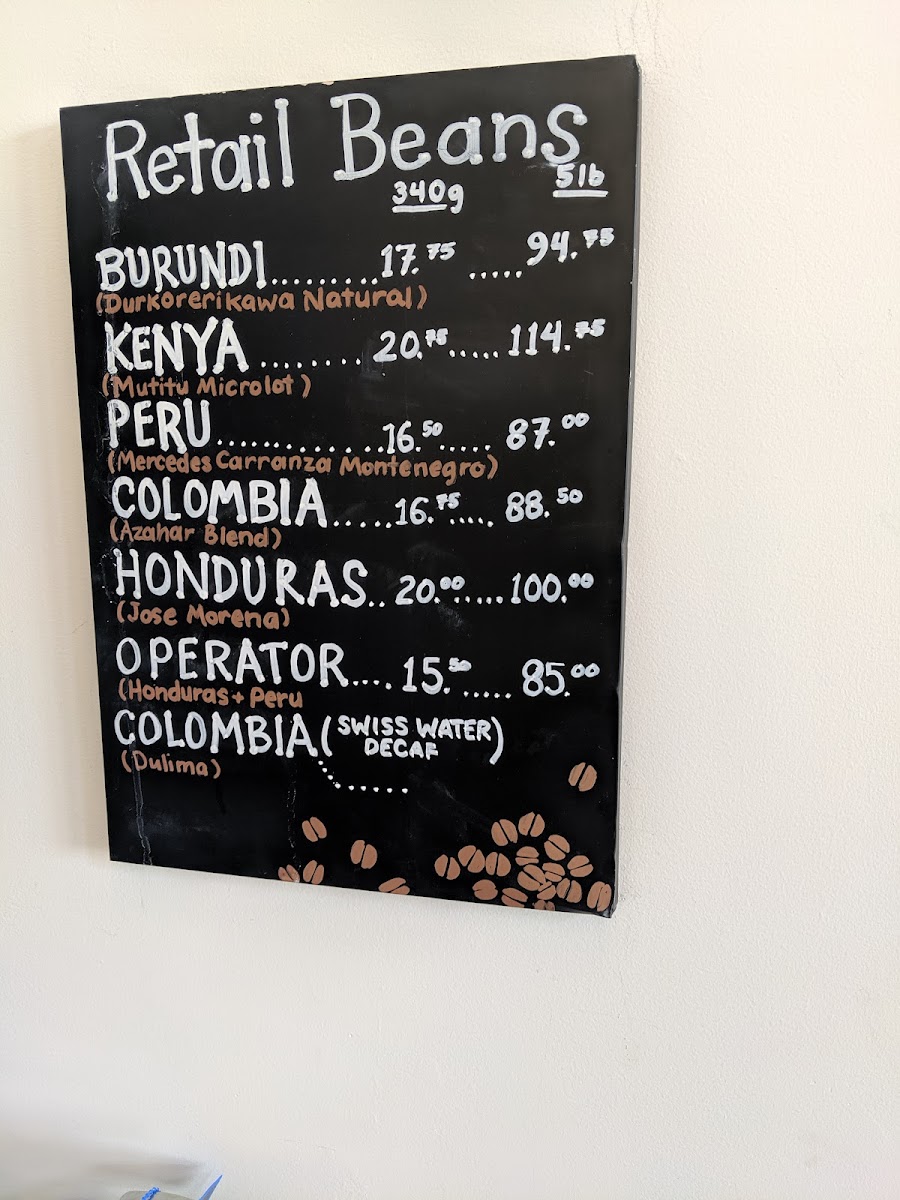 Retail Beans
340g 5lb
BURUNDI.........17.75 .....94.75
(Durkorerikawa Natural)
KENYA ........ 20.75..... 114.75
(Mutitu Microlot)
PERU............16.50..... 87.00
(Mercedes Carranza Montenegro)
COLOMBIA.....16.75..... 88.50
(Azahar Blend)
HONDURAS.. 20.00.....100.00
(Jose Morena)
OPERATOR.... 15.50..... 85.00
(Honduras + Peru
COLOMBIA (SWISS WATER
DECAF)
(Dulima)
.........